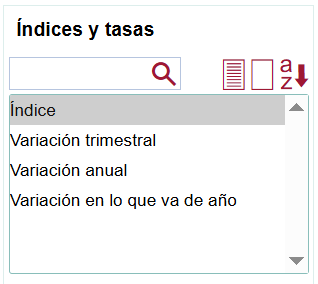 Índices y tasas
a
z
Índice
Variación trimestral
Variación anual
Variación en lo que va de año